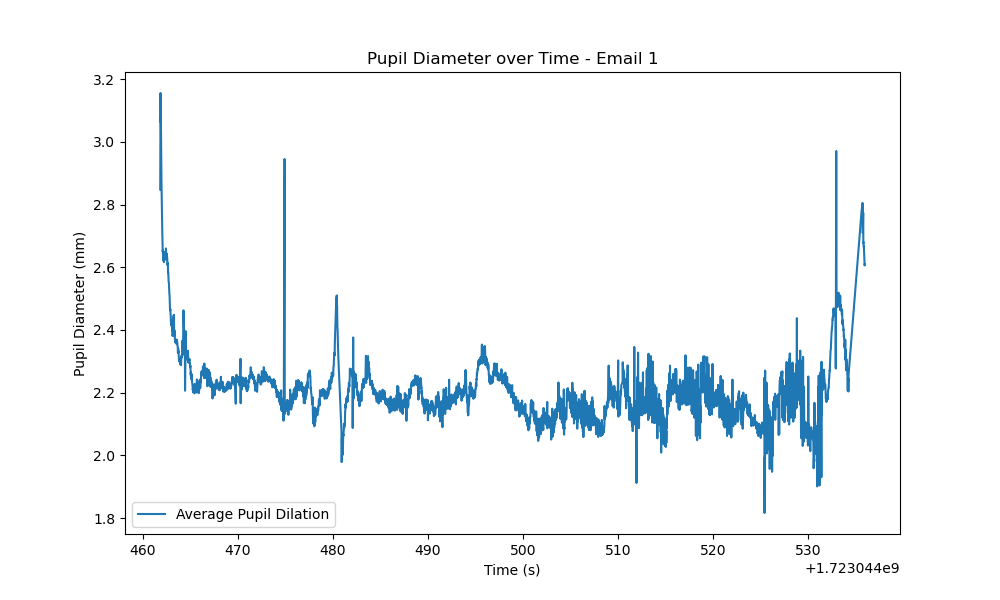 Pupil Diameter over Time - Email 1
Pupil Diameter (mm)
3.2
3.0
2.8
2.6
2.4
2.2
2.0
1.8
Average Pupil Dilation
460 470 480 490 500 510 520 530
Time (s)
+1.723044e9